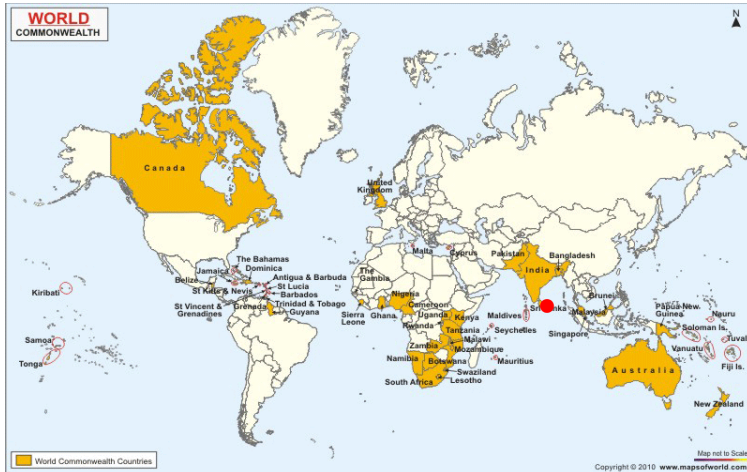 WORLD
COMMONWEALTH
N
Canada
United
Kingdom
The Bahamas
Jamaica
Dominica
Belize
Antigua & Barbuda
St Kitts & Nevis
St Lucia
Barbados
St Vincent &
Grenadines
Grenada
Trinidad & Tobago
Guyana
Kiribati
Samoa
Tonga
Malta
Cyprus
Pakistan
Bangladesh
India
The
Gambia
Nigeria
Sierra
Leone
Ghana
Cameroon
Uganda
Kenya
Rwanda
Tanzania
Malawi
Zambia
Mozambique
Namibia
Botswana
Swaziland
South Africa
Lesotho
Maldives
Seychelles
Mauritius
Brunei
Malaysia
Singapore
Papua New
Guinea
Nauru
Soloman Is.
Tuval
Vanuatu
Fiji Is.
Australia
New Zealand
World Commonwealth Countries
Map not to Scale
Copyright © 2010 www.mapsofworld.com